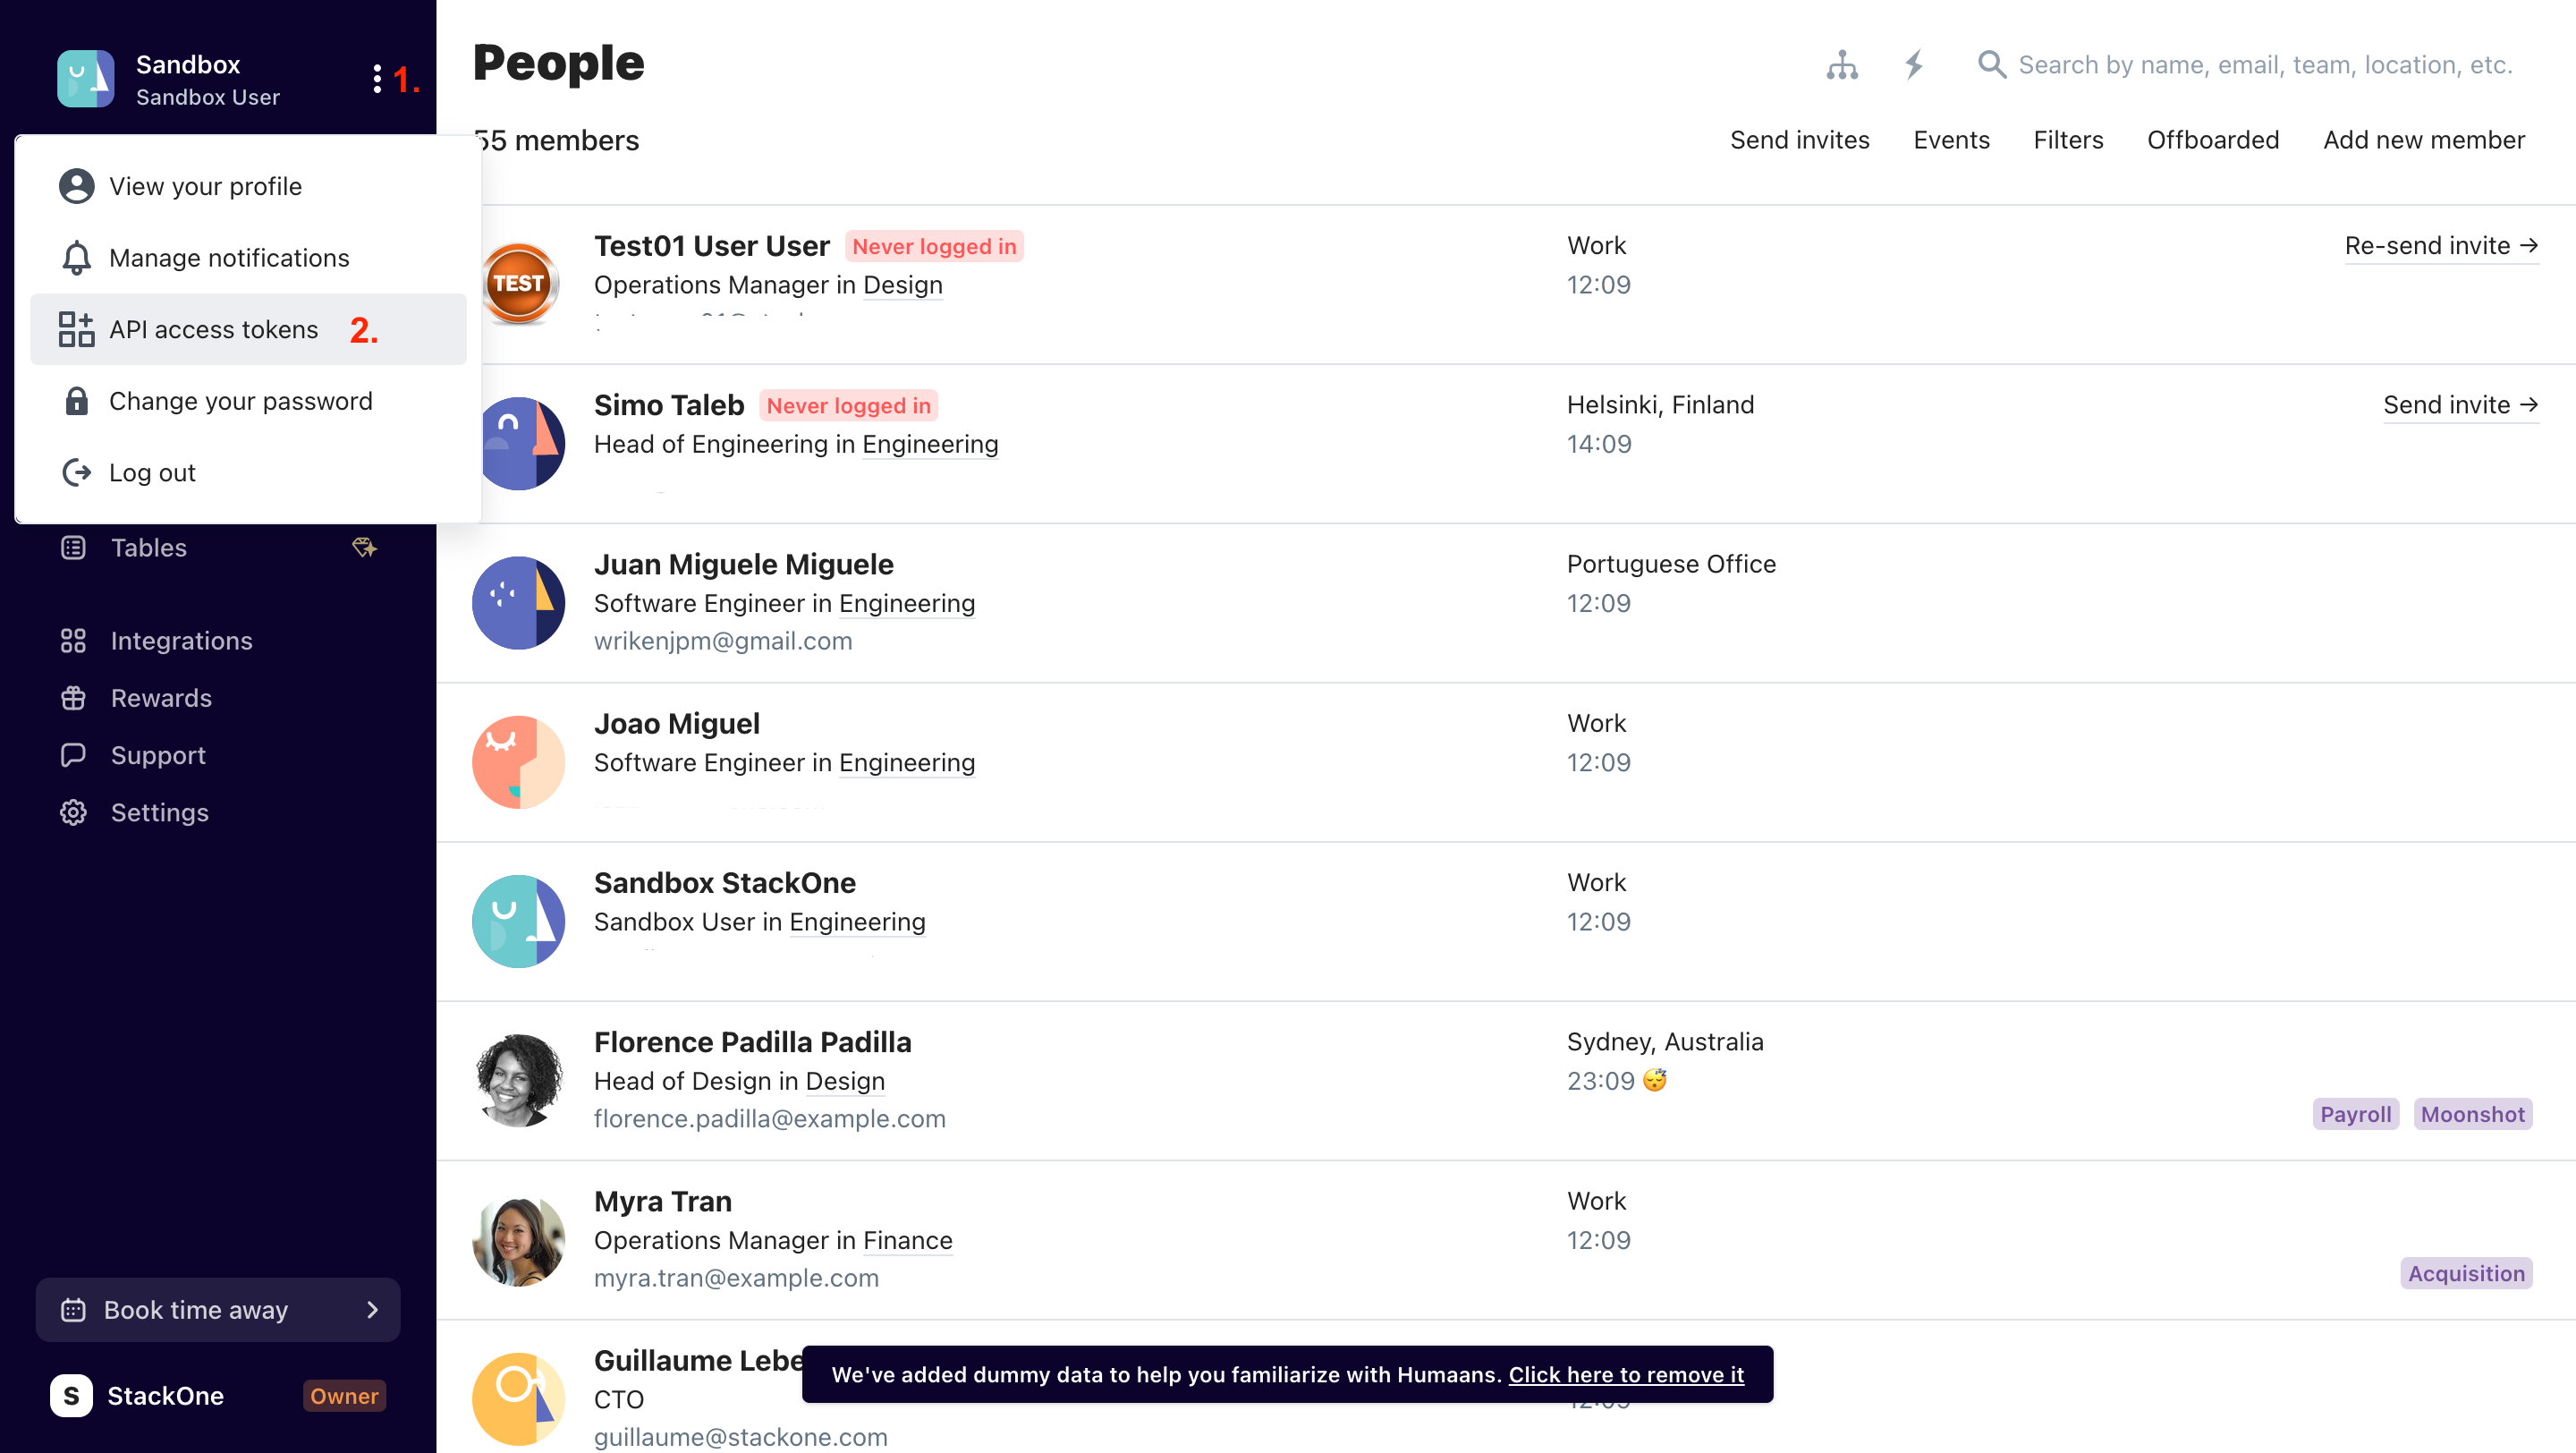 Sandbox
Sandbox User
1.
View your profile
Manage notifications
API access tokens 2.
Change your password
Log out
Tables
Integrations
Rewards
Support
Settings
Book time away
S StackOne Owner
People
Search by name, email, team, location, etc.
55 members
Send invites Events Filters Offboarded Add new member
TEST
Test01 User User Never logged in
Operations Manager in Design
Work
12:09
Re-send invite →
Simo Taleb Never logged in
Head of Engineering in Engineering
Helsinki, Finland
14:09
Send invite →
Juan Miguele Miguele
Software Engineer in Engineering
wrikenjpm@gmail.com
Portuguese Office
12:09
Joao Miguel
Software Engineer in Engineering
Work
12:09
Sandbox StackOne
Sandbox User in Engineering
Work
12:09
Florence Padilla Padilla
Head of Design in Design
florence.padilla@example.com
Sydney, Australia
23:09 😴
Payroll Moonshot
Myra Tran
Operations Manager in Finance
myra.tran@example.com
Work
12:09
Acquisition
Guillaume
CTO
guillaume@stackone.com
12:09
We've added dummy data to help you familiarize with Humaans. Click here to remove it